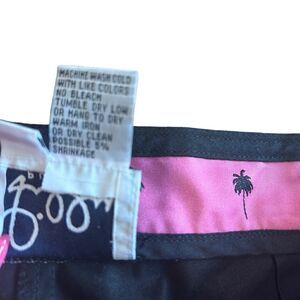 MACHINE WASH COLD
WITH LIKE COLORS
NO BLEACH
TUMBLE DRY LOW
OR HANG TO DRY
WARM IRON
OR DRY CLEAN
POSSIBLE 5%
SHRINKAGE